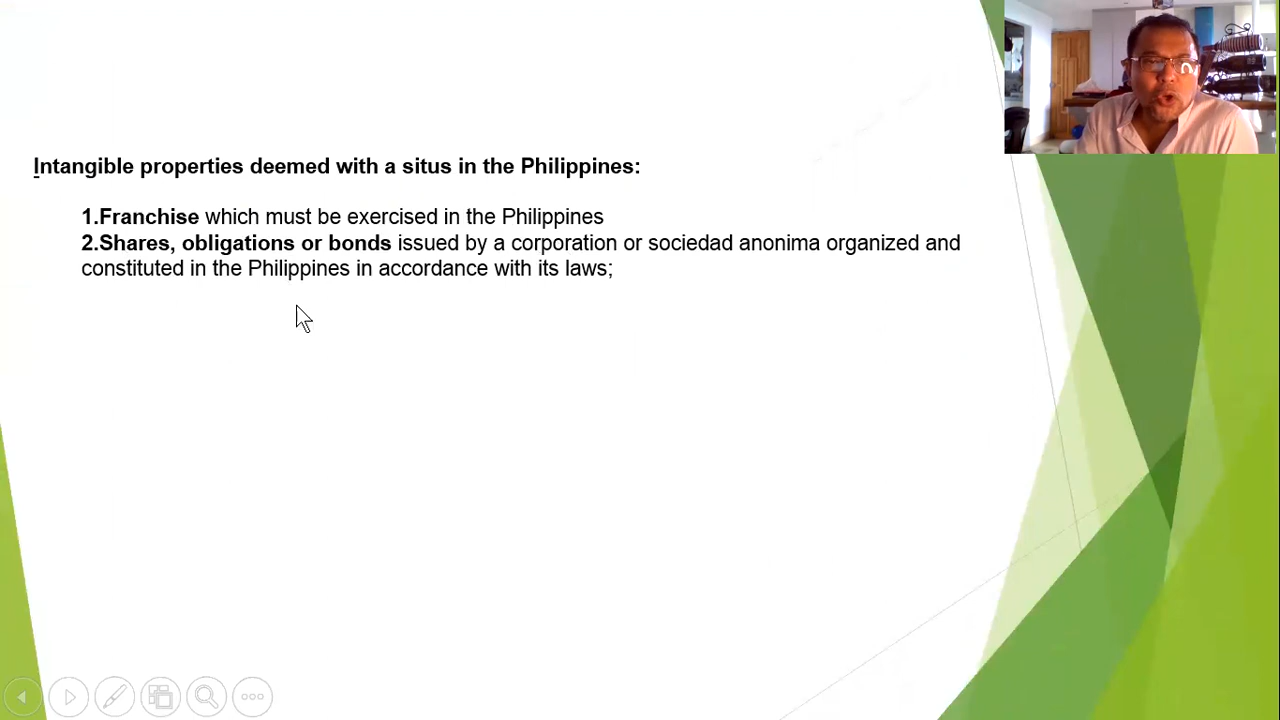 Intangible properties deemed with a situs in the Philippines:
1.Franchise which must be exercised in the Philippines
2.Shares, obligations or bonds issued by a corporation or sociedad anonima organized and
constituted in the Philippines in accordance with its laws;